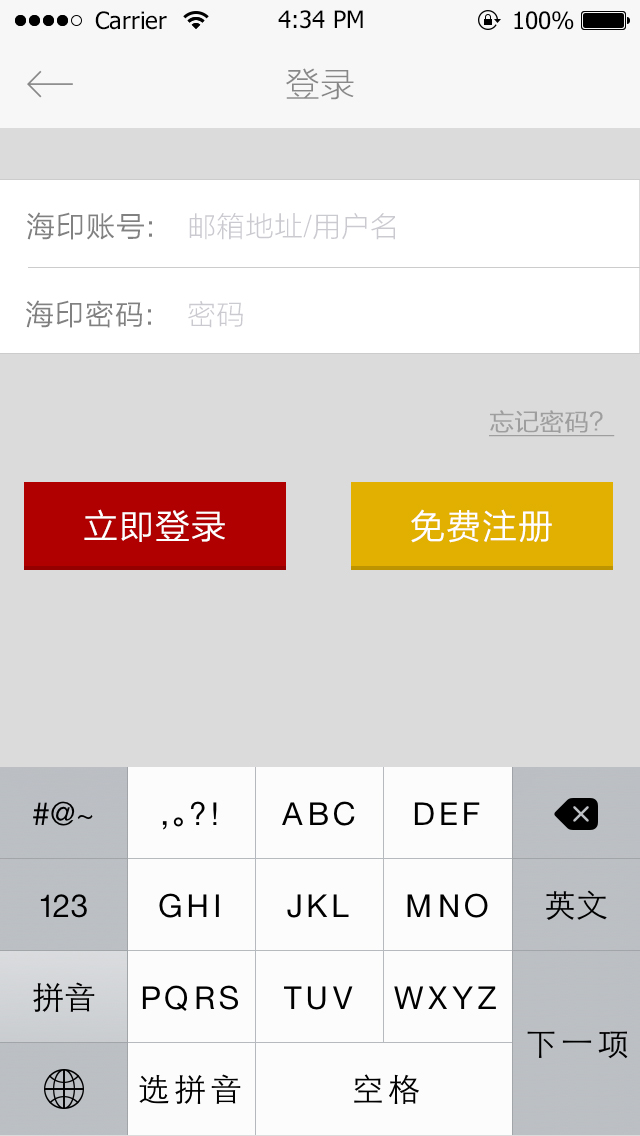 Carrier 4:34 PM 100%
登录
海印账号: 邮箱地址/用户名
海印密码: 密码
忘记密码?
立即登录 免费注册
#@~ ,。?! ABC DEF
123 GHI JKL MNO 英文
拼音 PQRS TUV WXYZ
下一项
选拼音 空格